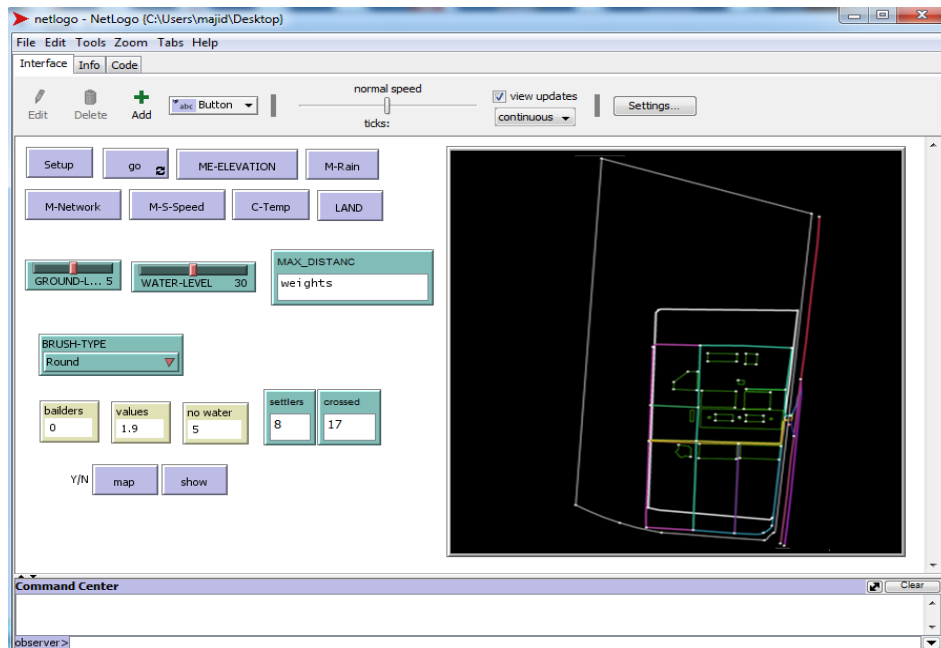 netlogo - NetLogo {C:\Users\majid\Desktop}
File Edit Tools Zoom Tabs Help
Interface Info Code
Edit Delete Add abc Button normal speed ticks: view updates continuous Settings...
Setup go ME-ELEVATION M-Rain
M-Network M-S-Speed C-Temp LAND
GROUND-L... 5 WATER-LEVEL 30 MAX_DISTANC
weights
BRUSH-TYPE
Round
bailders values no water settlers crossed
0 1.9 5 8 17
Y/N map show
Command Center Clear
observer>